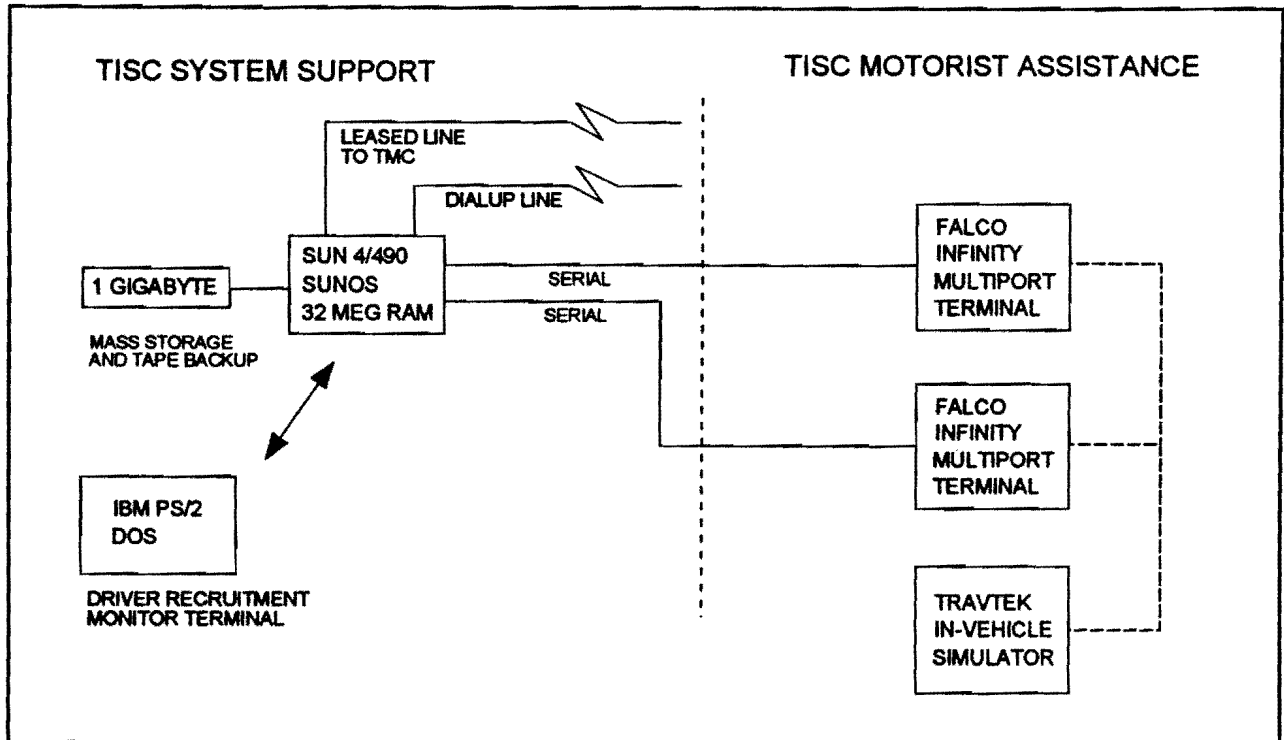 TISC SYSTEM SUPPORT
TISC MOTORIST ASSISTANCE
LEASED LINE
TO TMC
DIALUP LINE
SUN 4/490
SUNOS
32 MEG RAM
1 GIGABYTE
MASS STORAGE
AND TAPE BACKUP
SERIAL
SERIAL
FALCO
INFINITY
MULTIPORT
TERMINAL
FALCO
INFINITY
MULTIPORT
TERMINAL
IBM PS/2
DOS
DRIVER RECRUITMENT
MONITOR TERMINAL
TRAVTEK
IN-VEHICLE
SIMULATOR